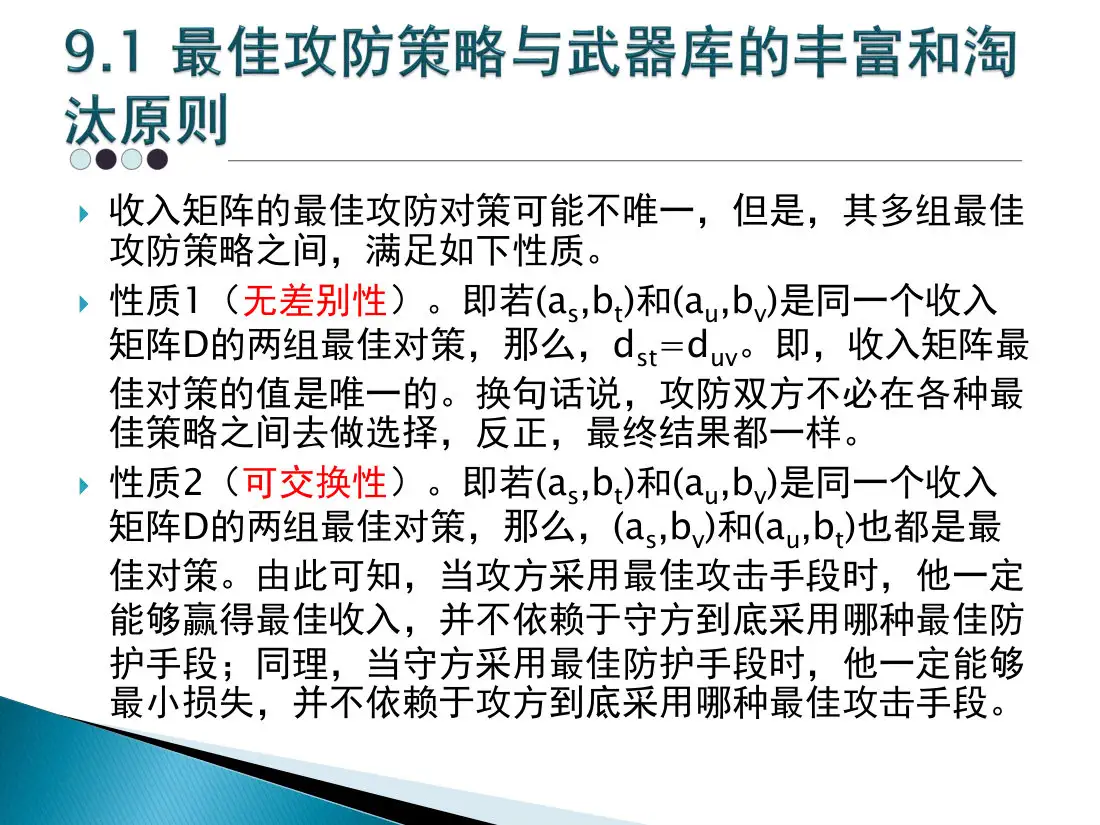 9.1 最佳攻防策略与武器库的丰富和淘
汰原则
收入矩阵的最佳攻防对策可能不唯一，但是，其多组最佳
攻防策略之间，满足如下性质。
性质1（无差别性）。即若(as,bt)和(au,bv)是同一个收入
矩阵D的两组最佳对策，那么，dst=duv。即，收入矩阵最
佳对策的值是唯一的。换句话说，攻防双方不必在各种最
佳策略之间去做选择，反正，最终结果都一样。
性质2（可交换性）。即若(as,bt)和(au,bv)是同一个收入
矩阵D的两组最佳对策，那么，(as,bv)和(au,bt)也都是最
佳对策。由此可知，当攻方采用最佳攻击手段时，他一定
能够赢得最佳收入，并不依赖于守方到底采用哪种最佳防
护手段；同理，当守方采用最佳防护手段时，他一定能够
最小损失，并不依赖于攻方到底采用哪种最佳攻击手段。